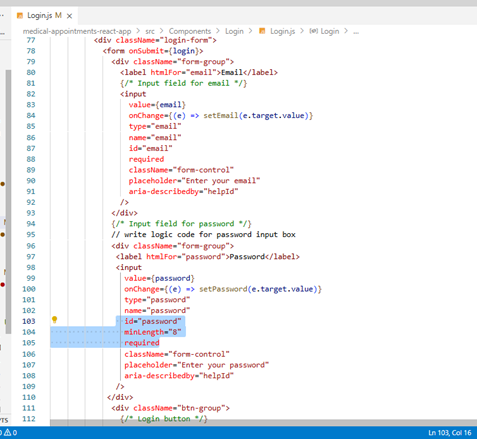 Login.js M ×
medical-appointments-react-app > src > Components > Login > Login.js > Login > ...
77 <div className="login-form">
78 <form onSubmit={login}>
79 <div className="form-group">
80 <label htmlFor="email">Email</label>
81 {/* Input field for email */}
82 <input
83 value={email}
84 onChange={(e) => setEmail(e.target.value)}
85 type="email"
86 name="email"
87 id="email"
88 required
89 className="form-control"
90 placeholder="Enter your email"
91 aria-describedby="helpId"
92 />
93 </div>
94 {/* Input field for password */}
95 // write logic code for password input box
96 <div className="form-group">
97 <label htmlFor="password">Password</label>
98 <input
99 value={password}
100 onChange={(e) => setPassword(e.target.value)}
101 type="password"
102 name="password"
103 id="password"
104 minLength="8"
105 required
106 className="form-control"
107 placeholder="Enter your password"
108 aria-describedby="helpId"
109 />
110 </div>
111 <div className="btn-group">
112 {/* Login button */}
0 0 Ln 103, Col 16